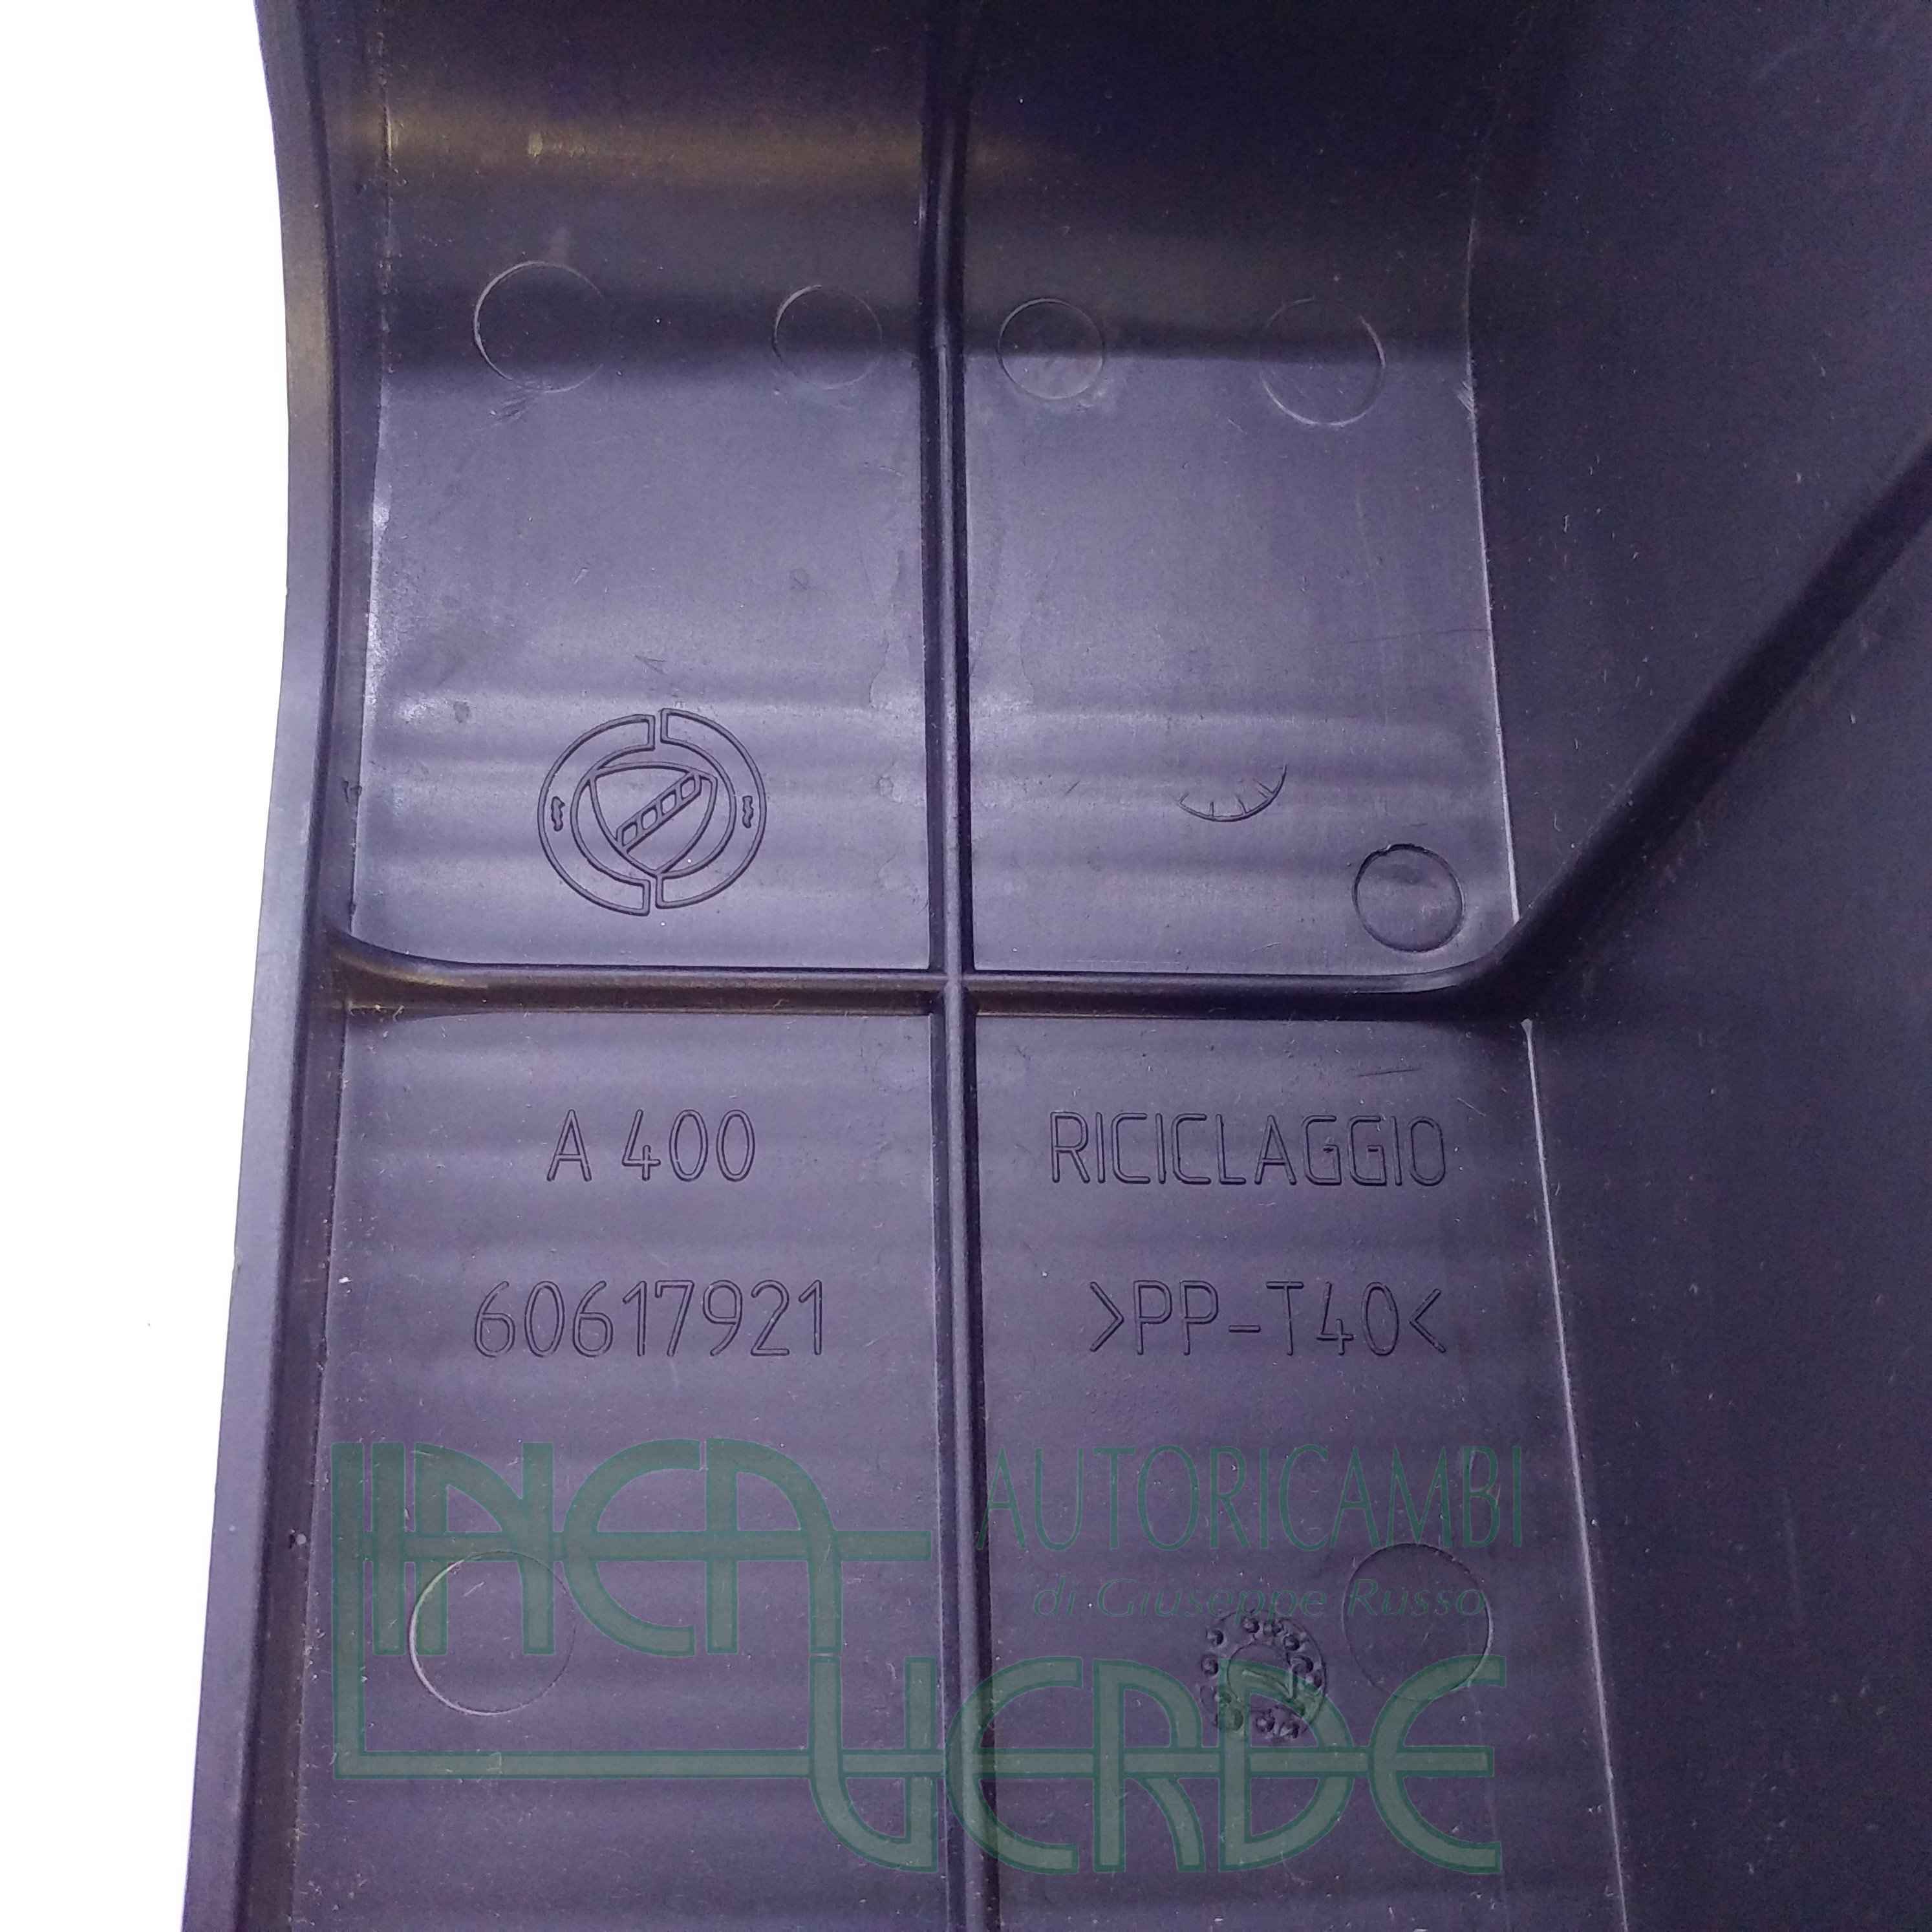 A 400
RICICLAGGIO
60617921
>PP-T40<
LINEA
AUTORICAMBI
di Giuseppe Russo
VERDE